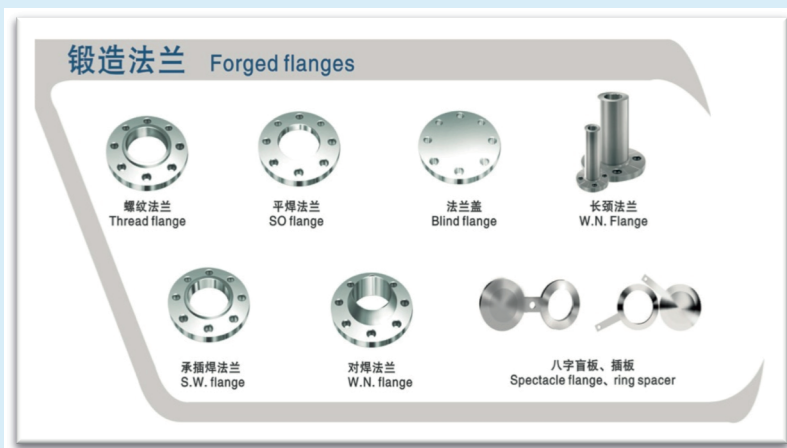 锻造法兰 Forged flanges
螺纹法兰
Thread flange
平焊法兰
SO flange
法兰盖
Blind flange
长颈法兰
W.N. Flange
承插焊法兰
S.W. flange
对焊法兰
W.N. flange
八字盲板、插板
Spectacle flange、ring spacer